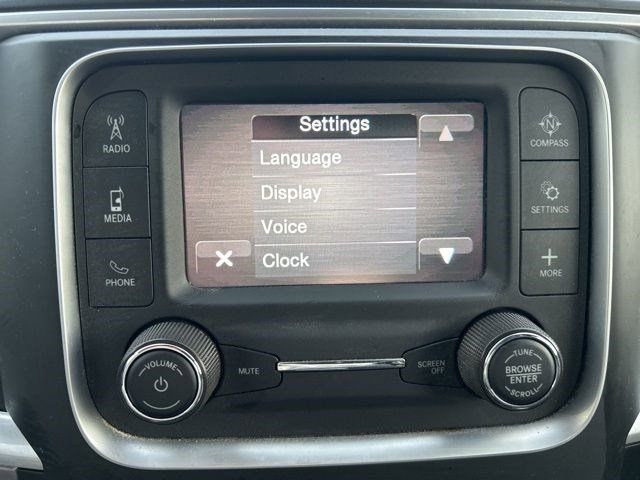 RADIO
MEDIA
PHONE
Settings
Language
Display
Voice
Clock
N
COMPASS
SETTINGS
MORE
VOLUME
MUTE
SCREEN
OFF
TUNE
BROWSE
ENTER
SCROLL